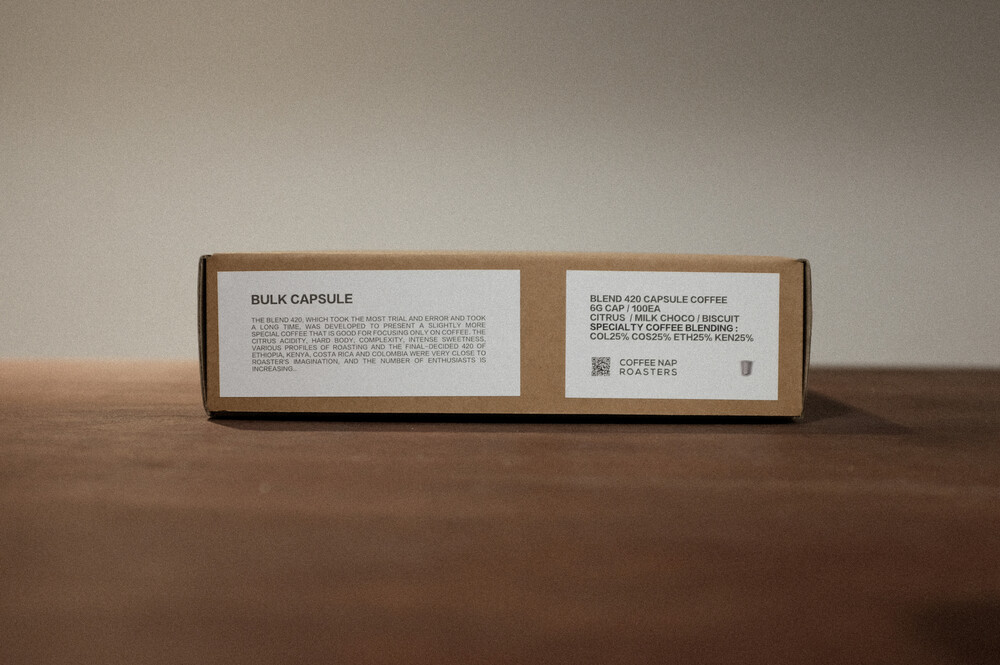 BULK CAPSULE
THE BLEND 420, WHICH TOOK THE MOST TRIAL AND ERROR AND TOOK
A LONG TIME, WAS DEVELOPED TO PRESENT A SLIGHTLY MORE
SPECIAL COFFEE THAT IS GOOD FOR FOCUSING ONLY ON COFFEE. THE
CITRUS ACIDITY, HARD BODY, COMPLEXITY, INTENSE SWEETNESS,
VARIOUS PROFILES OF ROASTING AND THE FINAL-DECIDED 420 OF
ETHIOPIA, KENYA, COSTA RICA AND COLOMBIA WERE VERY CLOSE TO
ROASTER'S IMAGINATION, AND THE NUMBER OF ENTHUSIASTS IS
INCREASING.
BLEND 420 CAPSULE COFFEE
6G CAP / 100EA
CITRUS / MILK CHOCO / BISCUIT
SPECIALTY COFFEE BLENDING :
COL25% COS25% ETH25% KEN25%
COFFEE NAP
ROASTERS